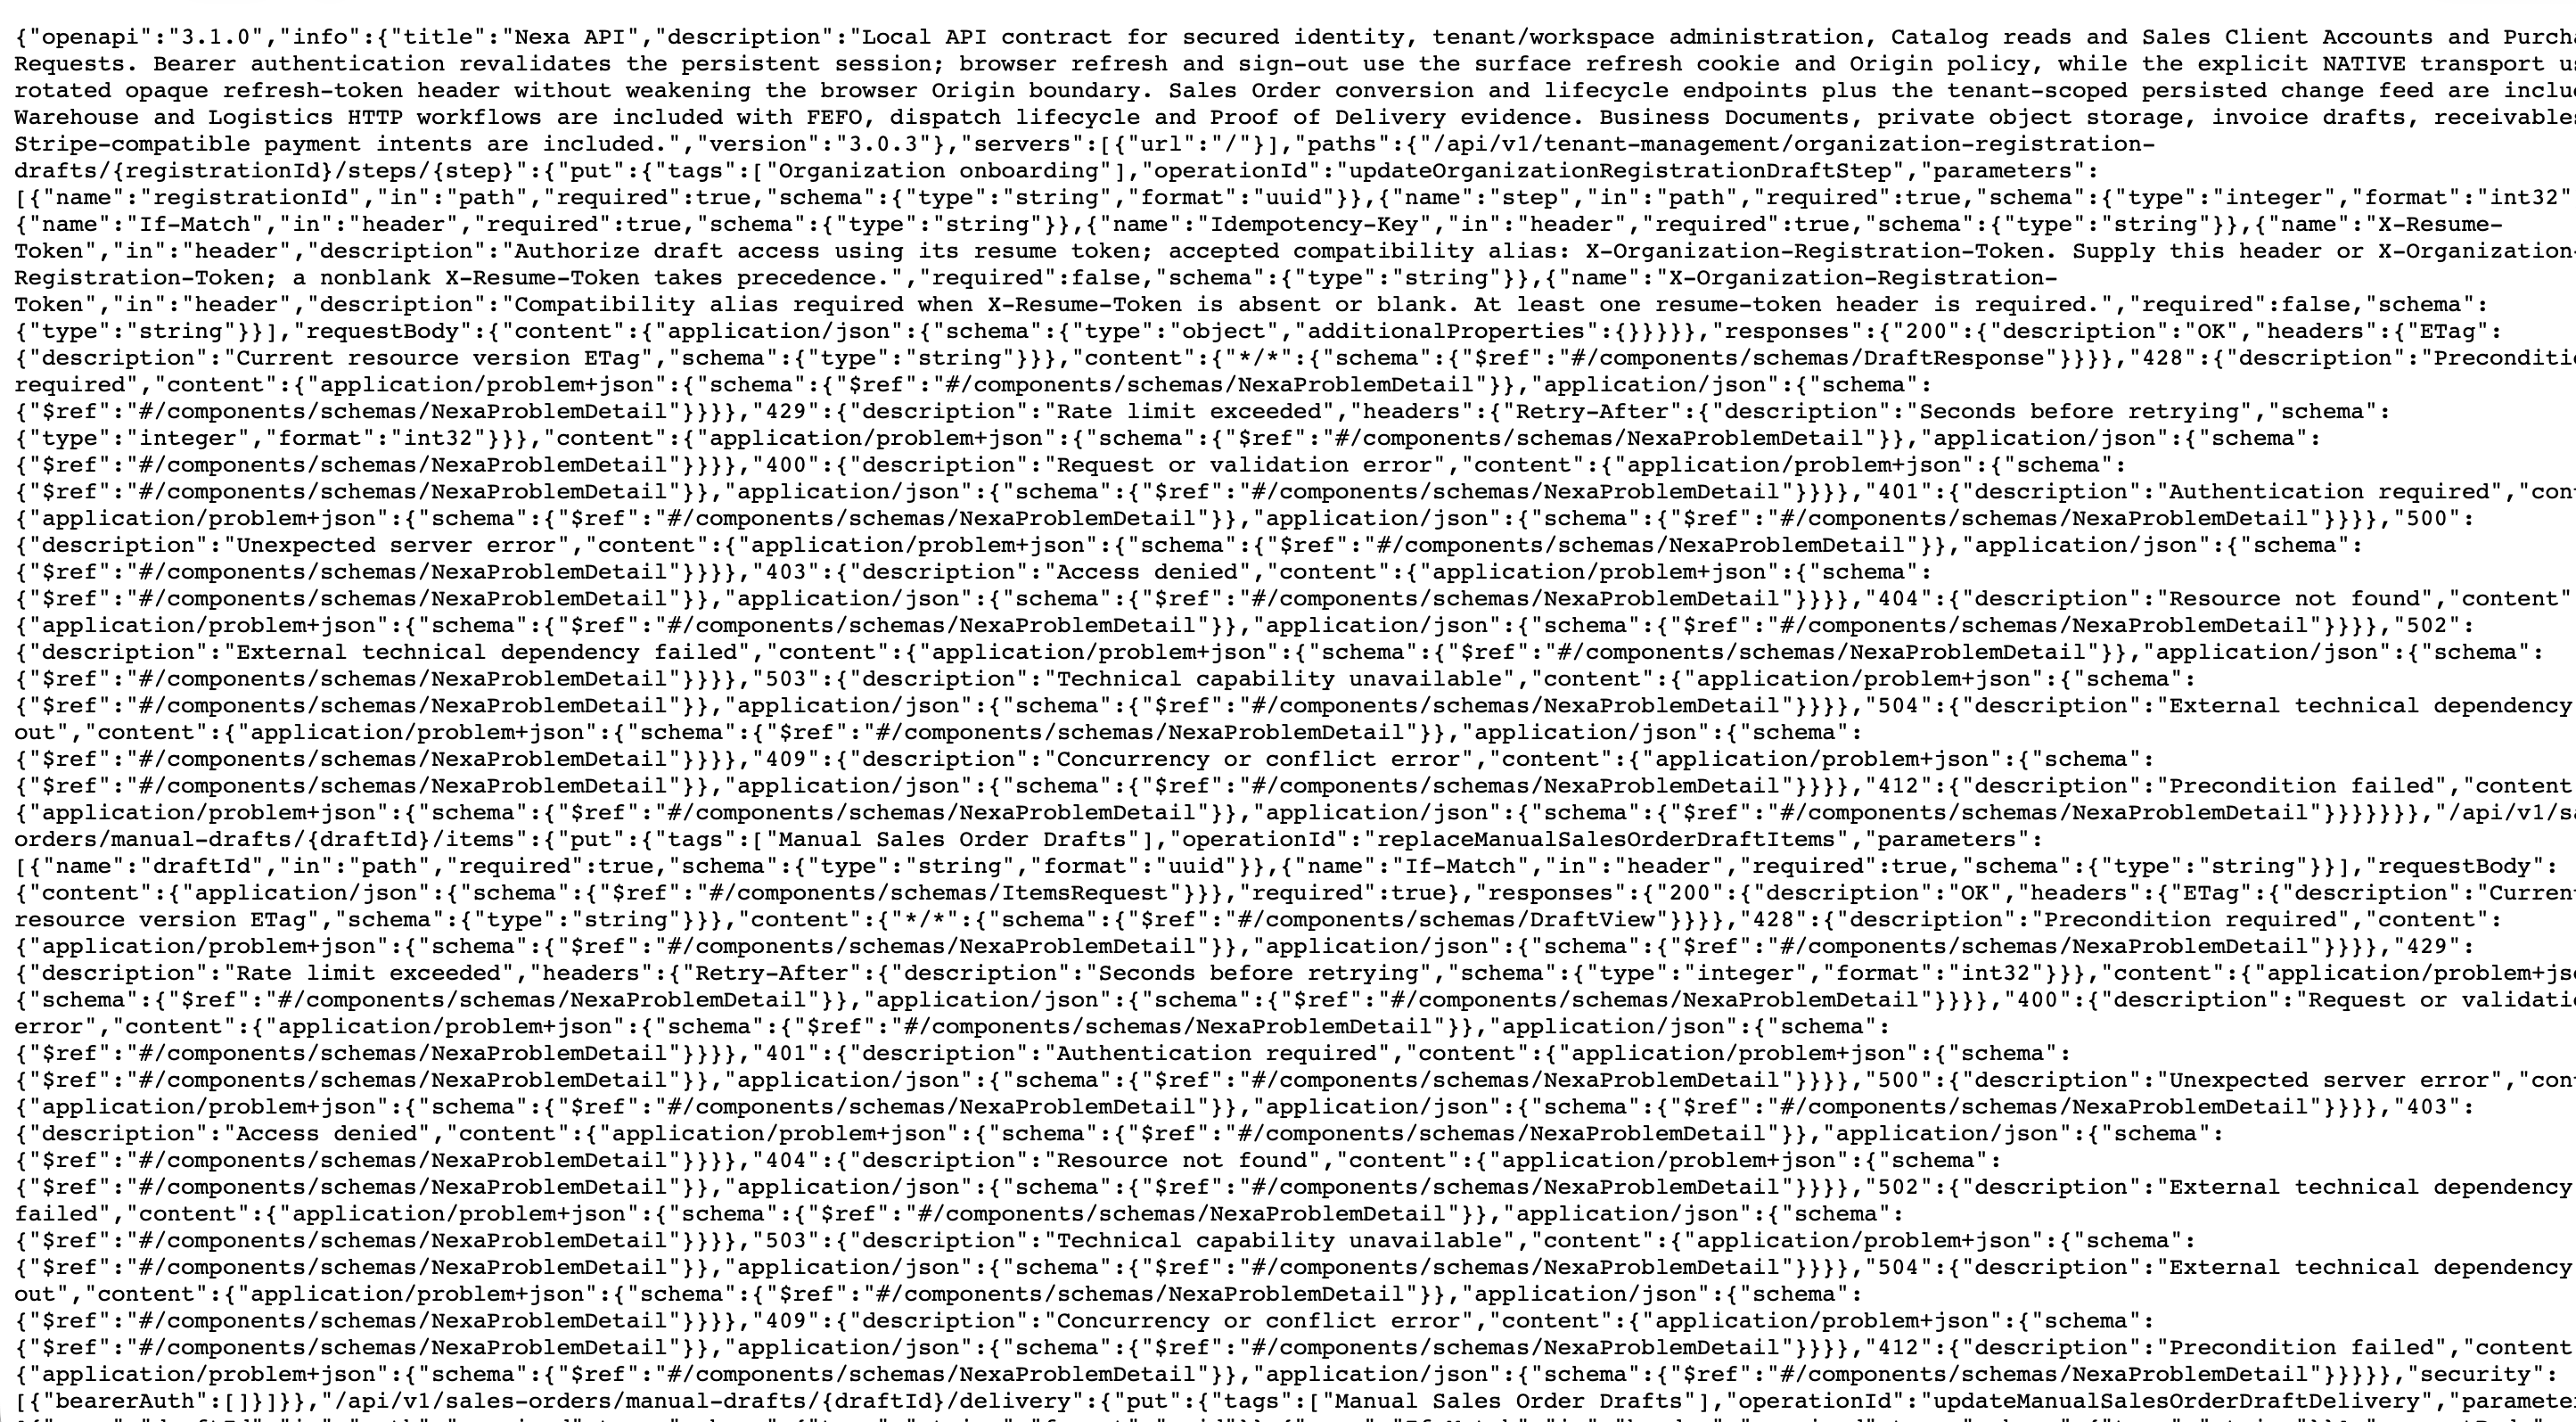 {"openapi":"3.1.0","info":{"title":"Nexa API","description":"Local API contract for secured identity, tenant/workspace administration, Catalog reads and Sales Client Accounts and
Requests. Bearer authentication revalidates the persistent session; browser refresh and sign-out use the surface refresh cookie and Origin policy, while the explicit NATIVE transport
rotated opaque refresh-token header without weakening the browser Origin boundary. Sales Order conversion and lifecycle endpoints plus the tenant-scoped persisted change feed are
Warehouse and Logistics HTTP workflows are included with FEFO, dispatch lifecycle and Proof of Delivery evidence. Business Documents, private object storage, invoice drafts,
Stripe-compatible payment intents are included.","version":"3.0.3"},"servers":[{"url":"/"}],"paths":{"/api/v1/tenant-management/organization-registration-
drafts/{registrationId}/steps/{step}":{"put":{"tags":["Organization onboarding"],"operationId":"updateOrganizationRegistrationDraftStep","parameters":
[{"name":"registrationId","in":"path","required":true,"schema":{"type":"string","format":"uuid"}},{"name":"step","in":"path","required":true,"schema":{"type":"integer","format":"int32"
{"name":"If-Match","in":"header","required":true,"schema":{"type":"string"}},{"name":"Idempotency-Key","in":"header","required":true,"schema":{"type":"string"}},{"name":"X-Resume-
Token","in":"header","description":"Authorize draft access using its resume token; accepted compatibility alias: X-Organization-Registration-Token. Supply this header or X-Organization-
Registration-Token; a nonblank X-Resume-Token takes precedence.","required":false,"schema":{"type":"string"}},{"name":"X-Organization-Registration-
Token","in":"header","description":"Compatibility alias required when X-Resume-Token is absent or blank. At least one resume-token header is required.","required":false,"schema":
{"type":"string"}}],"requestBody":{"content":{"application/json":{"schema":{"type":"object","additionalProperties":{}}}}},"responses":{"200":{"description":"OK","headers":{"ETag":
{"description":"Current resource version ETag","schema":{"type":"string"}}},"content":{"*/*":{"schema":{"$ref":"#/components/schemas/DraftResponse"}}}},"428":{"description":
required","content":{"application/problem+json":{"schema":{"$ref":"#/components/schemas/NexaProblemDetail"}},"application/json":{"schema":
{"$ref":"#/components/schemas/NexaProblemDetail"}}}},"429":{"description":"Rate limit exceeded","headers":{"Retry-After":{"description":"Seconds before retrying","schema":
{"type":"integer","format":"int32"}}},"content":{"application/problem+json":{"schema":{"$ref":"#/components/schemas/NexaProblemDetail"}},"application/json":{"schema":
{"$ref":"#/components/schemas/NexaProblemDetail"}}}},"400":{"description":"Request or validation error","content":{"application/problem+json":{"schema":
{"$ref":"#/components/schemas/NexaProblemDetail"}},"application/json":{"schema":{"$ref":"#/components/schemas/NexaProblemDetail"}}}},"401":{"description":"Authentication required",
{"application/problem+json":{"schema":{"$ref":"#/components/schemas/NexaProblemDetail"}},"application/json":{"schema":{"$ref":"#/components/schemas/NexaProblemDetail"}}}},"500":
{"description":"Unexpected server error","content":{"application/problem+json":{"schema":{"$ref":"#/components/schemas/NexaProblemDetail"}},"application/json":{"schema":
{"$ref":"#/components/schemas/NexaProblemDetail"}}}},"403":{"description":"Access denied","content":{"application/problem+json":{"schema":
{"$ref":"#/components/schemas/NexaProblemDetail"}},"application/json":{"schema":{"$ref":"#/components/schemas/NexaProblemDetail"}}}},"404":{"description":"Resource not found","content"
{"application/problem+json":{"schema":{"$ref":"#/components/schemas/NexaProblemDetail"}},"application/json":{"schema":{"$ref":"#/components/schemas/NexaProblemDetail"}}}},"502":
{"description":"External technical dependency failed","content":{"application/problem+json":{"schema":{"$ref":"#/components/schemas/NexaProblemDetail"}},"application/json":{"schema":
{"$ref":"#/components/schemas/NexaProblemDetail"}}}},"503":{"description":"Technical capability unavailable","content":{"application/problem+json":{"schema":
{"$ref":"#/components/schemas/NexaProblemDetail"}},"application/json":{"schema":{"$ref":"#/components/schemas/NexaProblemDetail"}}}},"504":{"description":"External technical dependency
out","content":{"application/problem+json":{"schema":{"$ref":"#/components/schemas/NexaProblemDetail"}},"application/json":{"schema":
{"$ref":"#/components/schemas/NexaProblemDetail"}}}},"409":{"description":"Concurrency or conflict error","content":{"application/problem+json":{"schema":
{"$ref":"#/components/schemas/NexaProblemDetail"}},"application/json":{"schema":{"$ref":"#/components/schemas/NexaProblemDetail"}}}},"412":{"description":"Precondition failed","content
{"application/problem+json":{"schema":{"$ref":"#/components/schemas/NexaProblemDetail"}},"application/json":{"schema":{"$ref":"#/components/schemas/NexaProblemDetail"}}}}}}},"/api/v1/
orders/manual-drafts/{draftId}/items":{"put":{"tags":["Manual Sales Order Drafts"],"operationId":"replaceManualSalesOrderDraftItems","parameters":
[{"name":"draftId","in":"path","required":true,"schema":{"type":"string","format":"uuid"}},{"name":"If-Match","in":"header","required":true,"schema":{"type":"string"}}],"requestBody":
{"content":{"application/json":{"schema":{"$ref":"#/components/schemas/ItemsRequest"}}},"required":true},"responses":{"200":{"description":"OK","headers":{"ETag":{"description":"Current
resource version ETag","schema":{"type":"string"}}},"content":{"*/*":{"schema":{"$ref":"#/components/schemas/DraftView"}}}},"428":{"description":"Precondition required","content":
{"application/problem+json":{"schema":{"$ref":"#/components/schemas/NexaProblemDetail"}},"application/json":{"schema":{"$ref":"#/components/schemas/NexaProblemDetail"}}}},"429":
{"description":"Rate limit exceeded","headers":{"Retry-After":{"description":"Seconds before retrying","schema":{"type":"integer","format":"int32"}}},"content":{"application/problem+
{"schema":{"$ref":"#/components/schemas/NexaProblemDetail"}},"application/json":{"schema":{"$ref":"#/components/schemas/NexaProblemDetail"}}}},"400":{"description":"Request or
error","content":{"application/problem+json":{"schema":{"$ref":"#/components/schemas/NexaProblemDetail"}},"application/json":{"schema":
{"$ref":"#/components/schemas/NexaProblemDetail"}}}},"401":{"description":"Authentication required","content":{"application/problem+json":{"schema":
{"$ref":"#/components/schemas/NexaProblemDetail"}},"application/json":{"schema":{"$ref":"#/components/schemas/NexaProblemDetail"}}}},"500":{"description":"Unexpected server error",
{"application/problem+json":{"schema":{"$ref":"#/components/schemas/NexaProblemDetail"}},"application/json":{"schema":{"$ref":"#/components/schemas/NexaProblemDetail"}}}},"403":
{"description":"Access denied","content":{"application/problem+json":{"schema":{"$ref":"#/components/schemas/NexaProblemDetail"}},"application/json":{"schema":
{"$ref":"#/components/schemas/NexaProblemDetail"}}}},"404":{"description":"Resource not found","content":{"application/problem+json":{"schema":
{"$ref":"#/components/schemas/NexaProblemDetail"}},"application/json":{"schema":{"$ref":"#/components/schemas/NexaProblemDetail"}}}},"502":{"description":"External technical dependency
failed","content":{"application/problem+json":{"schema":{"$ref":"#/components/schemas/NexaProblemDetail"}},"application/json":{"schema":
{"$ref":"#/components/schemas/NexaProblemDetail"}}}},"503":{"description":"Technical capability unavailable","content":{"application/problem+json":{"schema":
{"$ref":"#/components/schemas/NexaProblemDetail"}},"application/json":{"schema":{"$ref":"#/components/schemas/NexaProblemDetail"}}}},"504":{"description":"External technical dependency
out","content":{"application/problem+json":{"schema":{"$ref":"#/components/schemas/NexaProblemDetail"}},"application/json":{"schema":
{"$ref":"#/components/schemas/NexaProblemDetail"}}}},"409":{"description":"Concurrency or conflict error","content":{"application/problem+json":{"schema":
{"$ref":"#/components/schemas/NexaProblemDetail"}},"application/json":{"schema":{"$ref":"#/components/schemas/NexaProblemDetail"}}}},"412":{"description":"Precondition failed","content
{"application/problem+json":{"schema":{"$ref":"#/components/schemas/NexaProblemDetail"}},"application/json":{"schema":{"$ref":"#/components/schemas/NexaProblemDetail"}}}}},"security":
[{"bearerAuth":[]}]}},"/api/v1/sales-orders/manual-drafts/{draftId}/delivery":{"put":{"tags":["Manual Sales Order Drafts"],"operationId":"updateManualSalesOrderDraftDelivery",